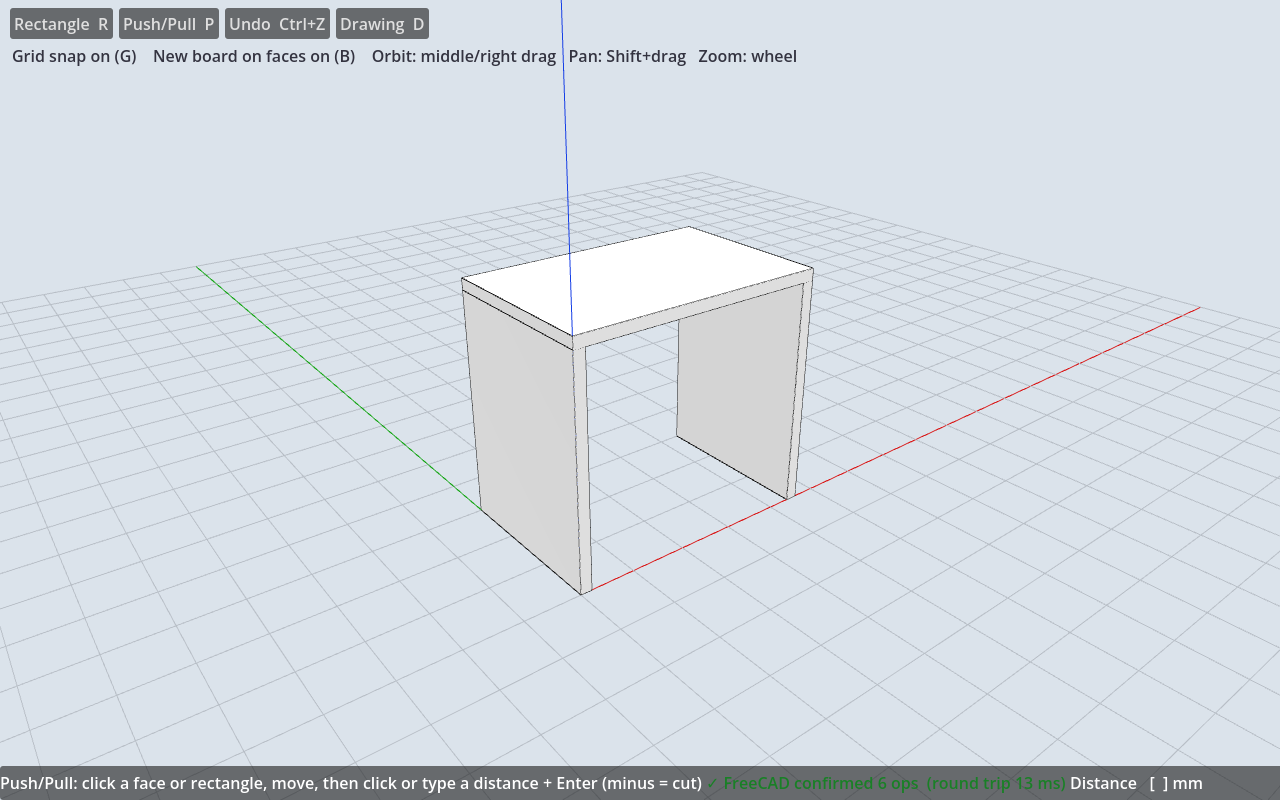 Rectangle R Push/Pull P Undo Ctrl+Z Drawing D
Grid snap on (G) New board on faces on (B) Orbit: middle/right drag Pan: Shift+drag Zoom: wheel
Push/Pull: click a face or rectangle, move, then click or type a distance + Enter (minus = cut) ✓ FreeCAD confirmed 6 ops (round trip 13 ms) Distance [ ] mm